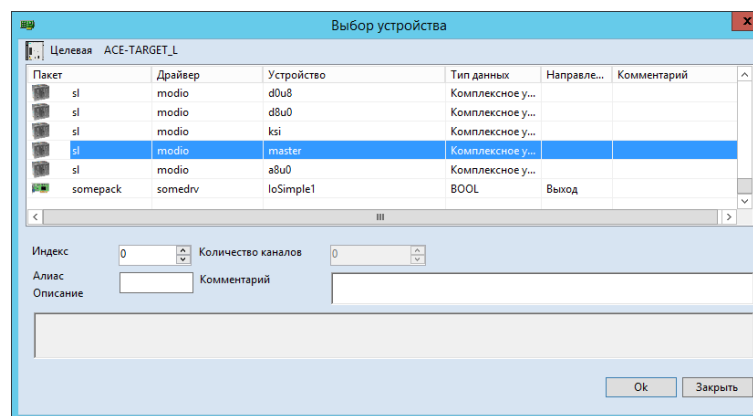 Выбор устройства
x
Целевая ACE-TARGET_L
Пакет Драйвер Устройство Тип данных Направле... Комментарий
sl modio d0u8 Комплексное у...
sl modio d8u0 Комплексное у...
sl modio ksi Комплексное у...
sl modio master Комплексное у...
sl modio a8u0 Комплексное у...
somepack somedrv IoSimple1 BOOL Выход
Индекс 0 Количество каналов 0
Алиас Комментарий
Описание
Ok Закрыть